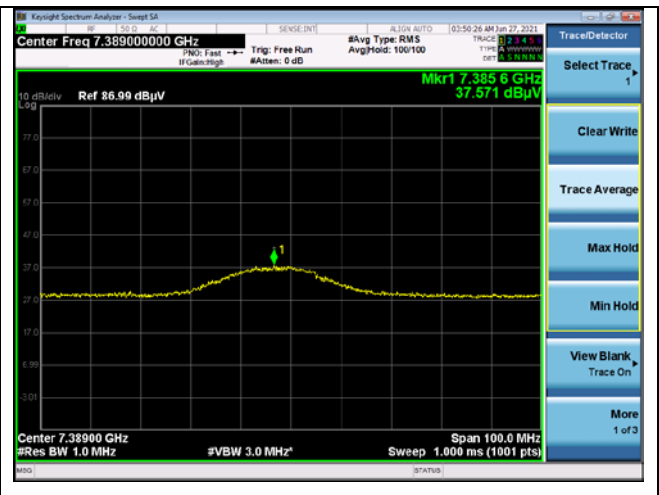 Keysight Spectrum Analyzer - Swept SA
RF 50 Ω AC SENSE:INT ALIGN AUTO 03:50:26 AM Jun 27, 2021
Center Freq 7.389000000 GHz
PNO: Fast Trig: Free Run
IFGain:High #Atten: 0 dB
#Avg Type: RMS
Avg|Hold: 100/100
TRACE 1 2 3 4 5 6
TYPE A WWWWW
DET A S N N N N
Mkr1 7.385 6 GHz
37.571 dBµV
10 dB/div Ref 86.99 dBµV
Log
77.0
67.0
57.0
47.0
37.0
27.0
17.0
6.99
-3.01
1
Center 7.38900 GHz Span 100.0 MHz
#Res BW 1.0 MHz #VBW 3.0 MHz* Sweep 1.000 ms (1001 pts)
MSG STATUS
Trace/Detector
Select Trace
1
Clear Write
Trace Average
Max Hold
Min Hold
View Blank
Trace On
More
1 of 3